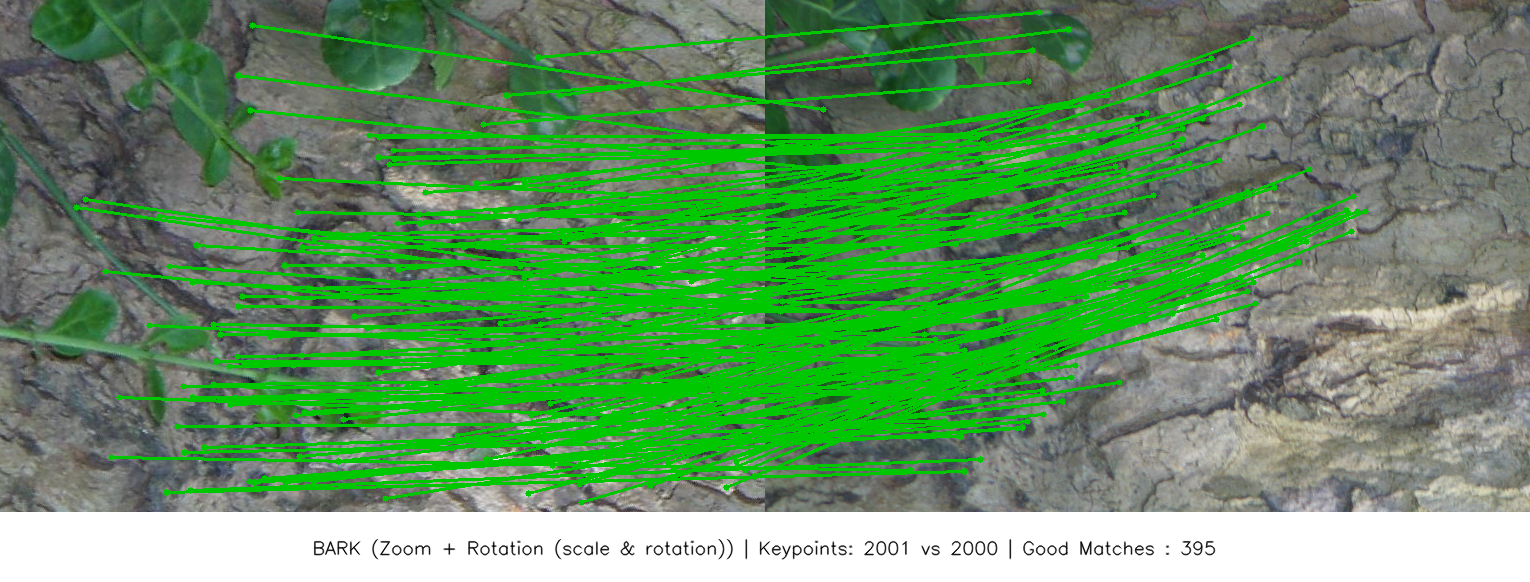 BARK (Zoom + Rotation (scale & rotation)) | Keypoints: 2001 vs 2000 | Good Matches : 395